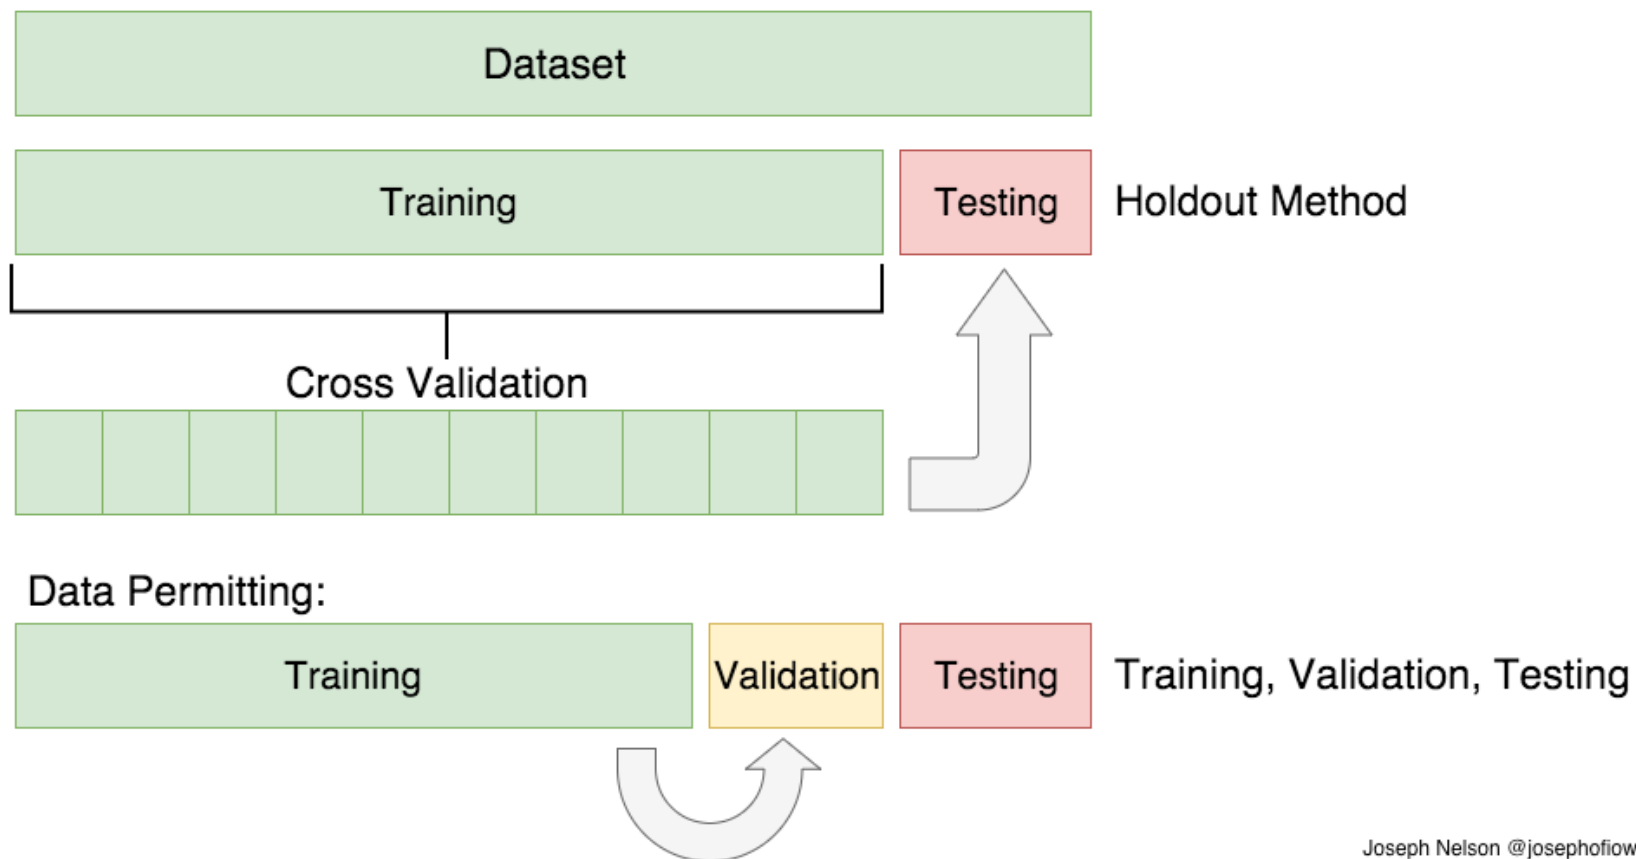 Dataset
Training
Testing
Holdout Method
Cross Validation
Data Permitting:
Training
Validation
Testing
Training, Validation, Testing
Joseph Nelson @josephofiow